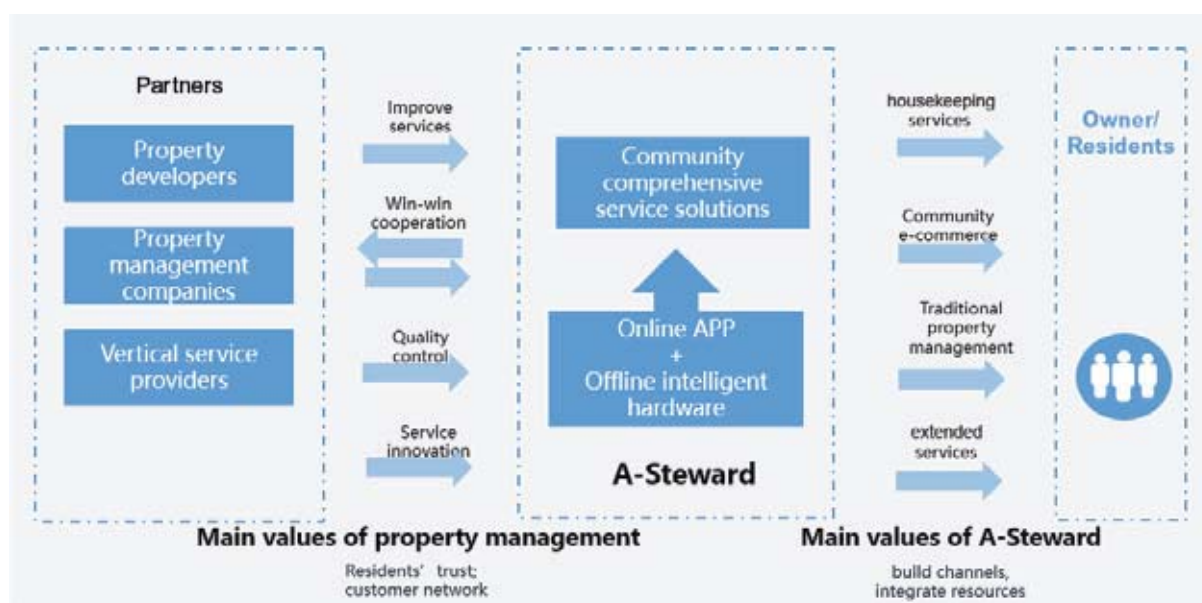 Partners
Property
developers
Property
management
companies
Vertical service
providers
Improve
services
Win-win
cooperation
Quality
control
Service
innovation
Community
comprehensive
service solutions
Online APP
+
Offline intelligent
hardware
A-Steward
housekeeping
services
Community
e-commerce
Traditional
property
management
extended
services
Owner/
Residents
Main values of property management
Residents' trust;
customer network
Main values of A-Steward
build channels,
integrate resources